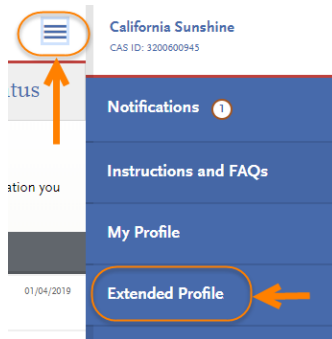 California Sunshine
CAS ID: 3200600945
tus
Notifications 1
Instructions and FAQs
ation you
My Profile
01/04/2019
Extended Profile